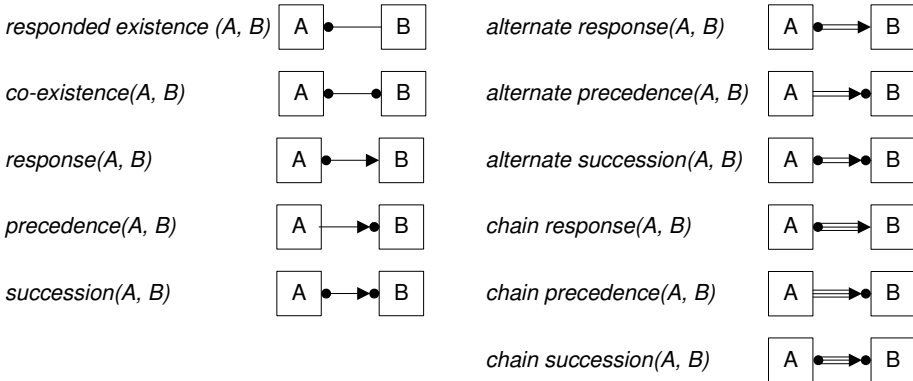 responded existence (A, B) A B
co-existence(A, B) A B
response(A, B) A B
precedence(A, B) A B
succession(A, B) A B
alternate response(A, B) A B
alternate precedence(A, B) A B
alternate succession(A, B) A B
chain response(A, B) A B
chain precedence(A, B) A B
chain succession(A, B) A B